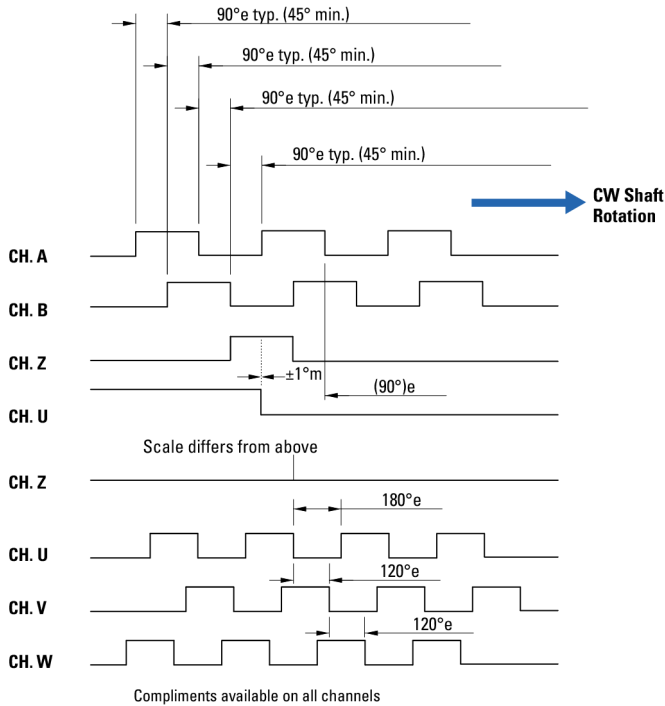 90°e typ. (45° min.)
90°e typ. (45° min.)
90°e typ. (45° min.)
90°e typ. (45° min.)
CW Shaft
Rotation
CH. A
CH. B
CH. Z
±1°m
(90°)e
CH. U
Scale differs from above
CH. Z
180°e
CH. U
120°e
CH. V
120°e
CH. W
Compliments available on all channels